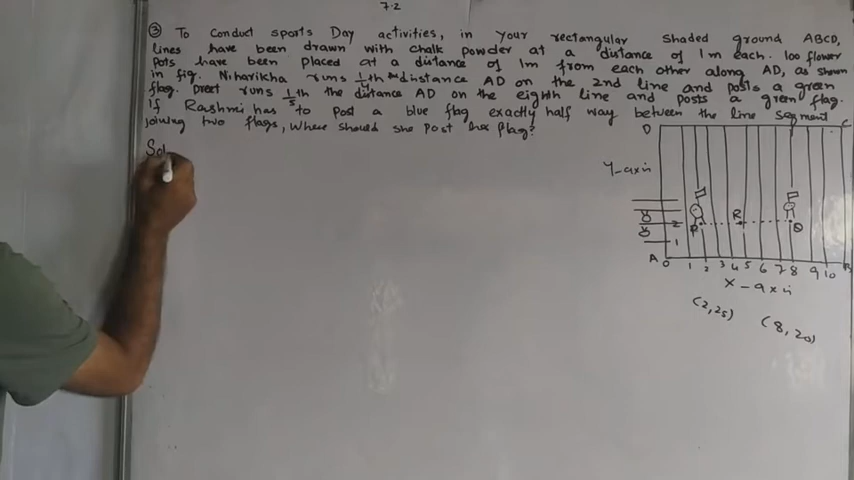 7.2
③ To Conduct sports Day activities, in your rectangular shaded ground ABCD,
lines have been drawn with chalk powder at a distance of 1m each. 100 flower
pots have been placed at a distance of 1m from each other along AD, as shown
in fig. Niharikha runs 1/4th the distance AD on the 2nd line and posts a green
flag. Preet runs 1/5th the distance AD on the eighth line and posts a green flag.
If Rashmi has to post a blue flag exactly half way between the line segment
joining two flags, Where should she post her flag?
Sol
D C
Y-axis
R
Q
2
1
A 0 1 2 3 4 5 6 7 8 9 10 B
X-axis
(2,25) (8,20)